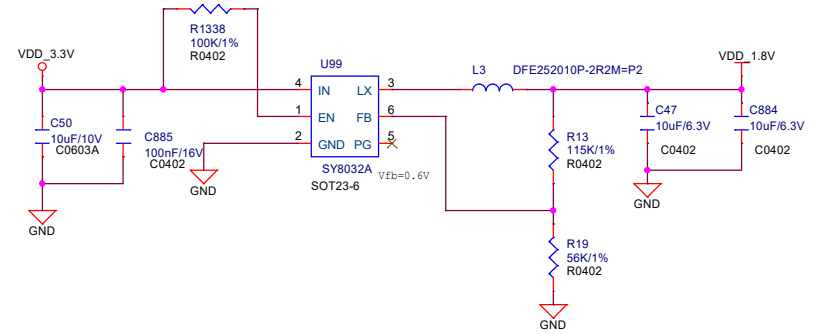 R1338
100K/1%
R0402
VDD_3.3V
U99
VDD_1.8V
4
IN
LX
3
L3
DFE252010P-2R2M=P2
1
EN
FB
6
2
GND
PG
5
C50
10uF/10V
C0603A
C885
100nF/16V
C0402
SY8032A
SOT23-6
Vfb=0.6V
GND
GND
R13
115K/1%
R0402
C47
10uF/6.3V
C0402
C884
10uF/6.3V
C0402
GND
R19
56K/1%
R0402
GND